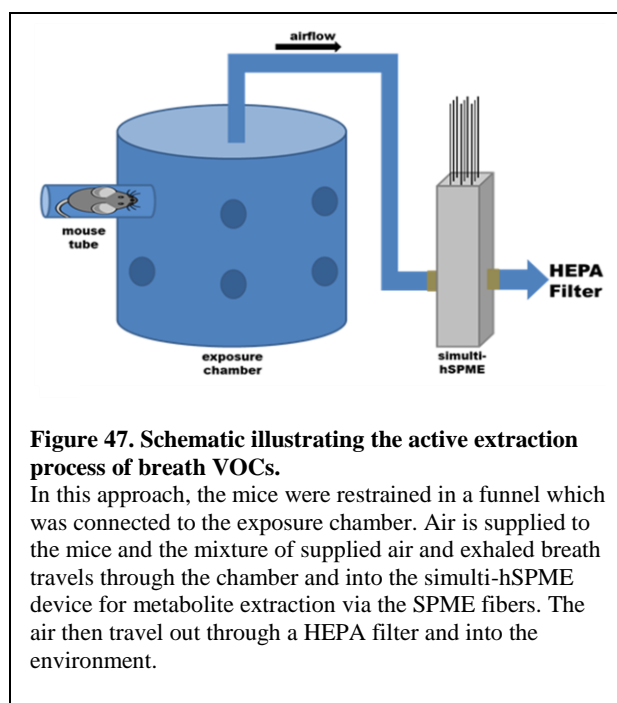 airflow
mouse
tube
HEPA
Filter
exposure
chamber
simulti-
hSPME
Figure 47. Schematic illustrating the active extraction
process of breath VOCs.
In this approach, the mice were restrained in a funnel which
was connected to the exposure chamber. Air is supplied to
the mice and the mixture of supplied air and exhaled breath
travels through the chamber and into the simulti-hSPME
device for metabolite extraction via the SPME fibers. The
air then travel out through a HEPA filter and into the
environment.